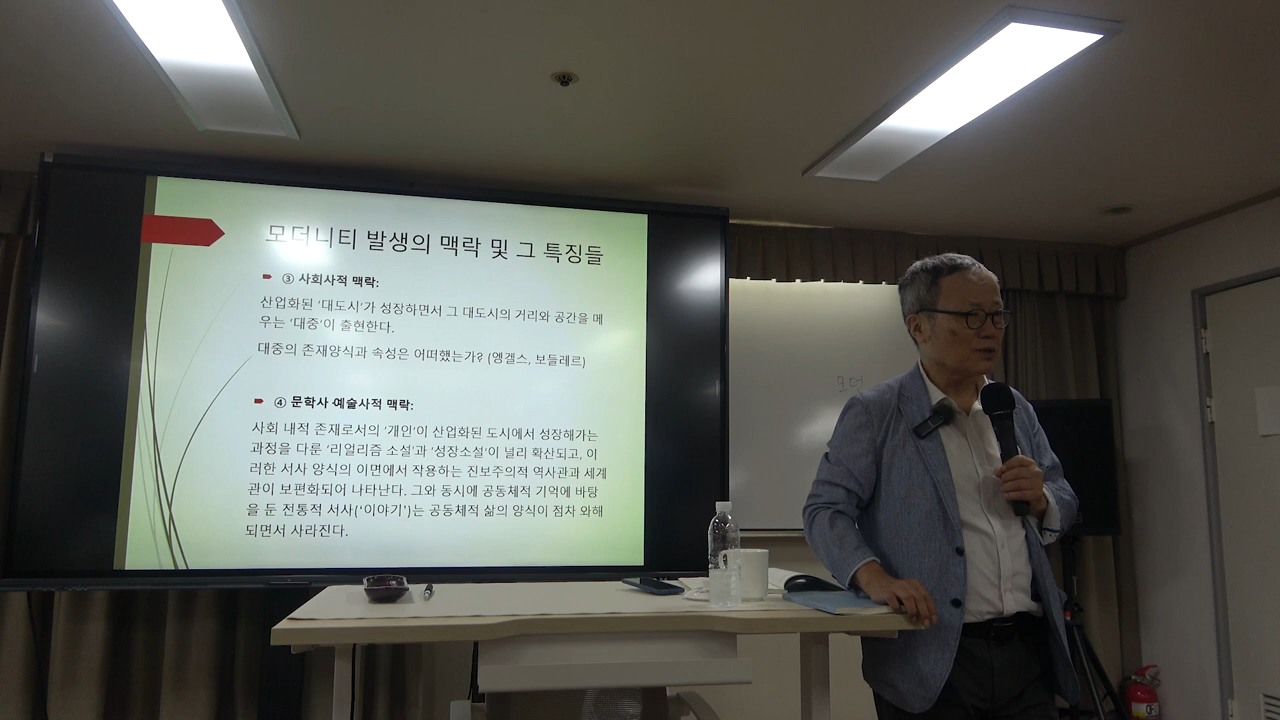 모더니티 발생의 맥락 및 그 특징들
③ 사회사적 맥락:
산업화된 '대도시'가 성장하면서 그 대도시의 거리와 공간을 메
우는 '대중'이 출현한다.
대중의 존재양식과 속성은 어떠했는가? (엥겔스, 보들레르)
④ 문학사·예술사적 맥락:
사회 내적 존재로서의 '개인'이 산업화된 도시에서 성장해가는
과정을 다룬 '리얼리즘 소설'과 '성장소설'이 널리 확산되고, 이
러한 서사 양식의 이면에서 작용하는 진보주의적 역사관과 세계
관이 보편화되어 나타난다. 그와 동시에 공동체적 기억에 바탕
을 둔 전통적 서사('이야기')는 공동체적 삶의 양식이 점차 와해
되면서 사라진다.
모던